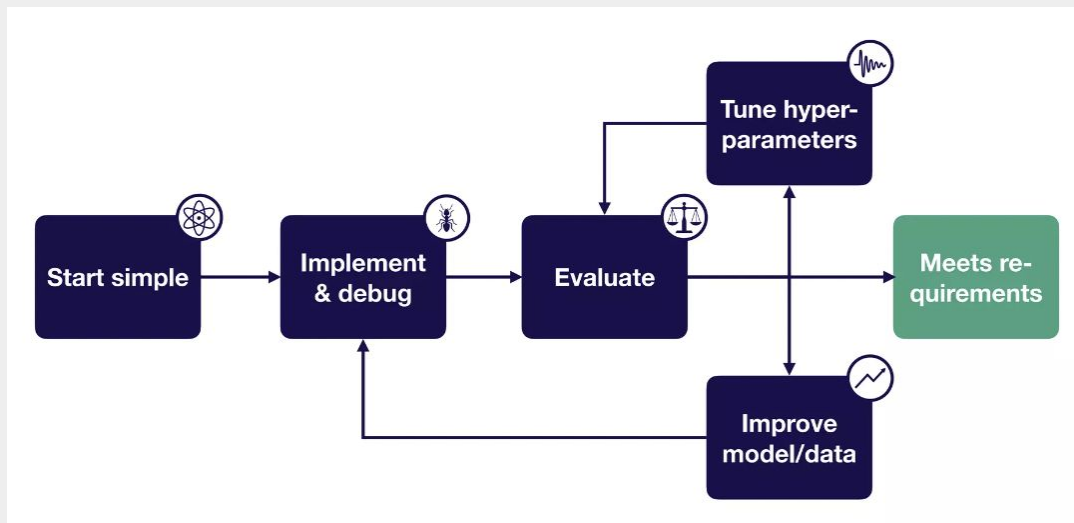 Tune hyper-
parameters
Start simple
Implement
& debug
Evaluate
Meets re-
quirements
Improve
model/data